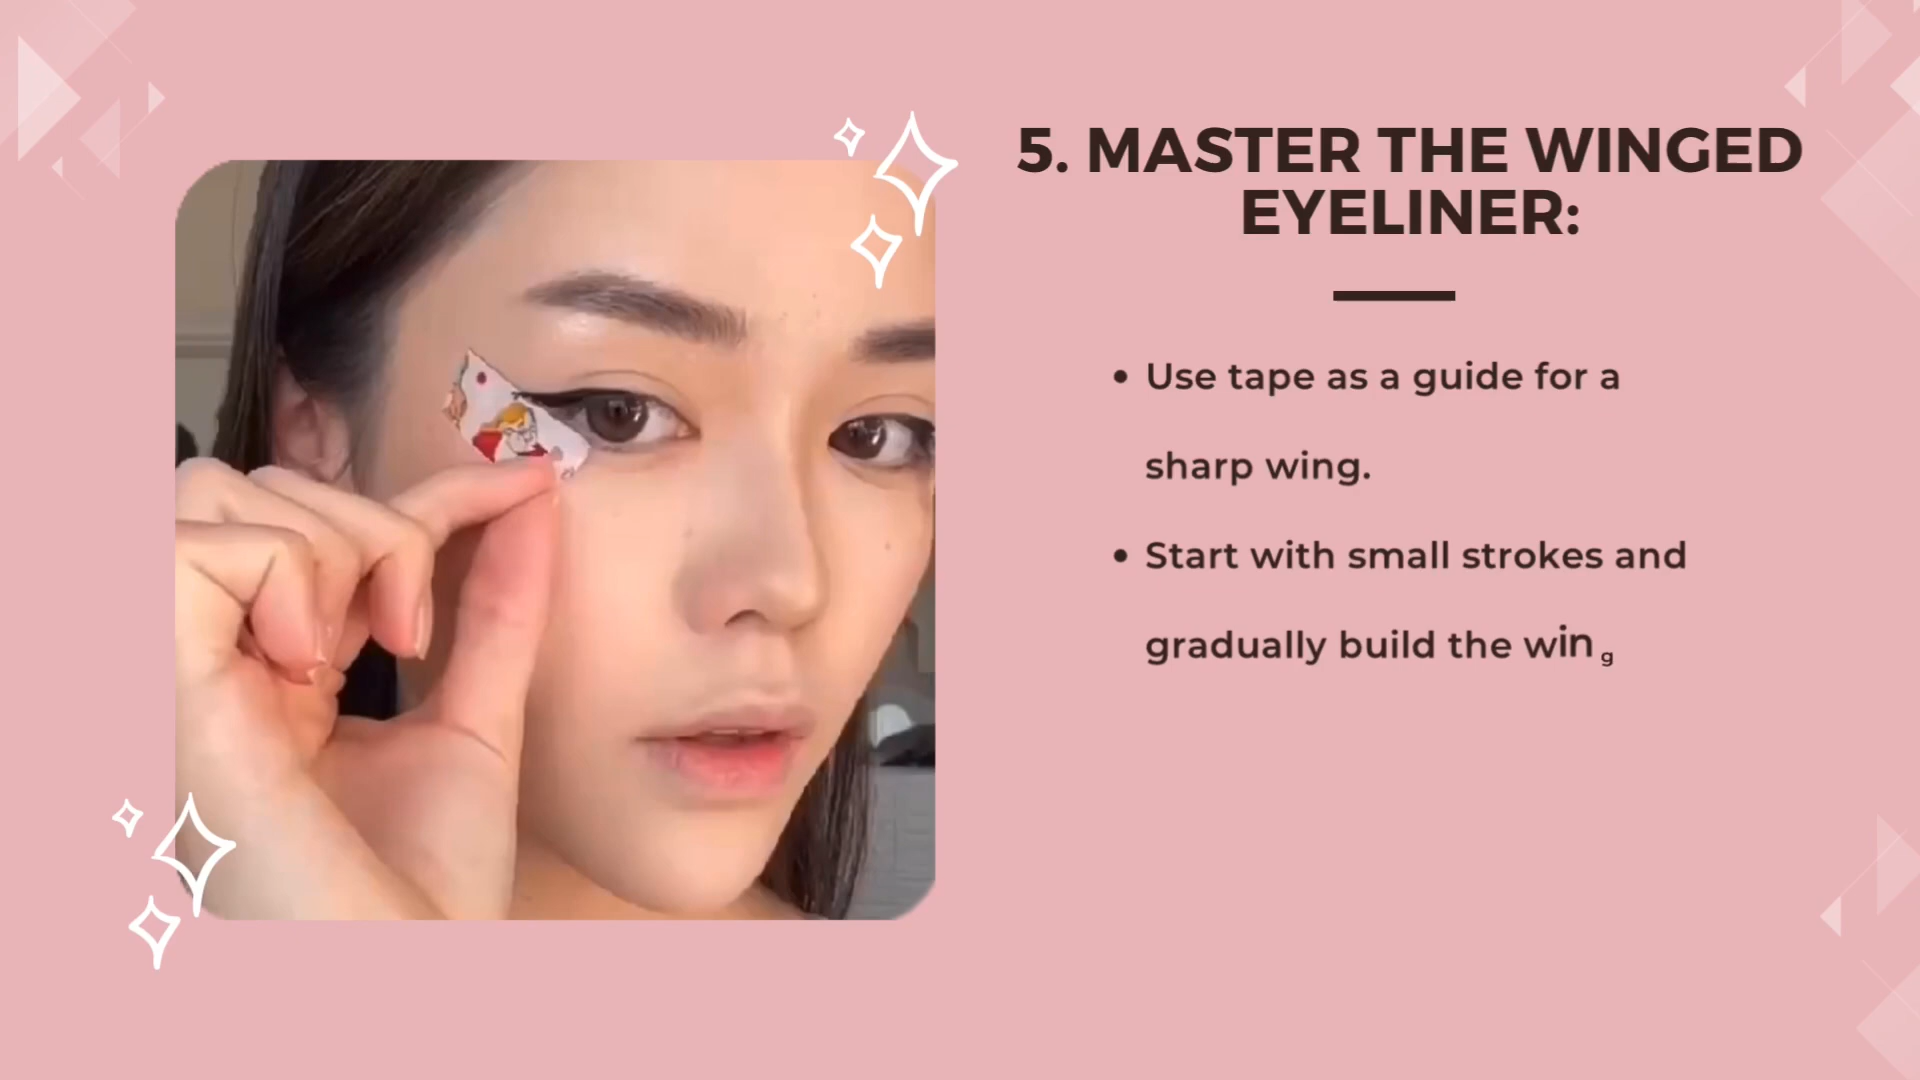 5. MASTER THE WINGED
EYELINER:
• Use tape as a guide for a
sharp wing.
• Start with small strokes and
gradually build the wing